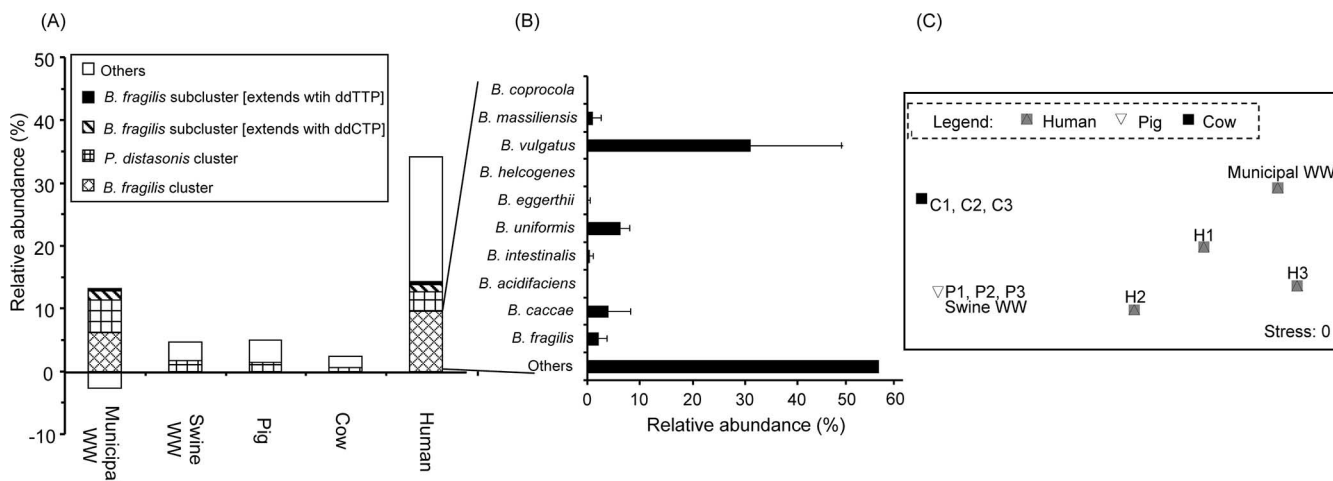 (A)
50
40
30
20
10
0
-10
Relative abundance (%)
Others
B. fragilis subcluster [extends wtih ddTTP]
B. fragilis subcluster [extends with ddCTP]
P. distasonis cluster
B. fragilis cluster
Municipa
WW
Swine
WW
Pig
Cow
Human
(B)
B. coprocola
B. massiliensis
B. vulgatus
B. helcogenes
B. eggerthii
B. uniformis
B. intestinalis
B. acidifaciens
B. caccae
B. fragilis
Others
0 10 20 30 40 50 60
Relative abundance (%)
(C)
Legend: Human Pig Cow
Municipal WW
C1, C2, C3
H1
H3
P1, P2, P3
Swine WW
H2
Stress: 0